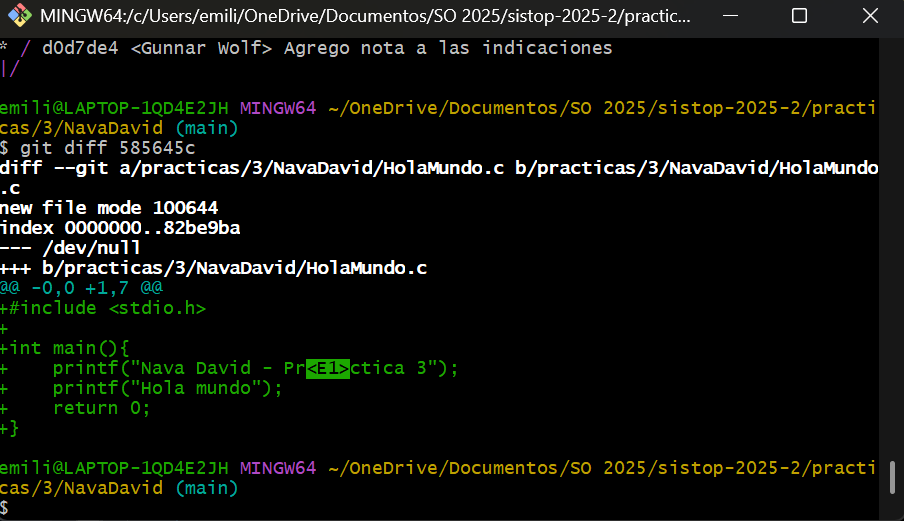 MINGW64:/c/Users/emili/OneDrive/Documentos/SO 2025/sistop-2025-2/practic...
* / d0d7de4 <Gunnar Wolf> Agrego nota a las indicaciones
|/
emili@LAPTOP-1QD4E2JH MINGW64 ~/OneDrive/Documentos/SO 2025/sistop-2025-2/practi
cas/3/NavaDavid (main)
$ git diff 585645c
diff --git a/practicas/3/NavaDavid/HolaMundo.c b/practicas/3/NavaDavid/HolaMundo
.c
new file mode 100644
index 0000000..82be9ba
--- /dev/null
+++ b/practicas/3/NavaDavid/HolaMundo.c
@@ -0,0 +1,7 @@
+#include <stdio.h>
+
+int main(){
+    printf("Nava David - Pr<E1>ctica 3");
+    printf("Hola mundo");
+    return 0;
+}
emili@LAPTOP-1QD4E2JH MINGW64 ~/OneDrive/Documentos/SO 2025/sistop-2025-2/practi
cas/3/NavaDavid (main)
$